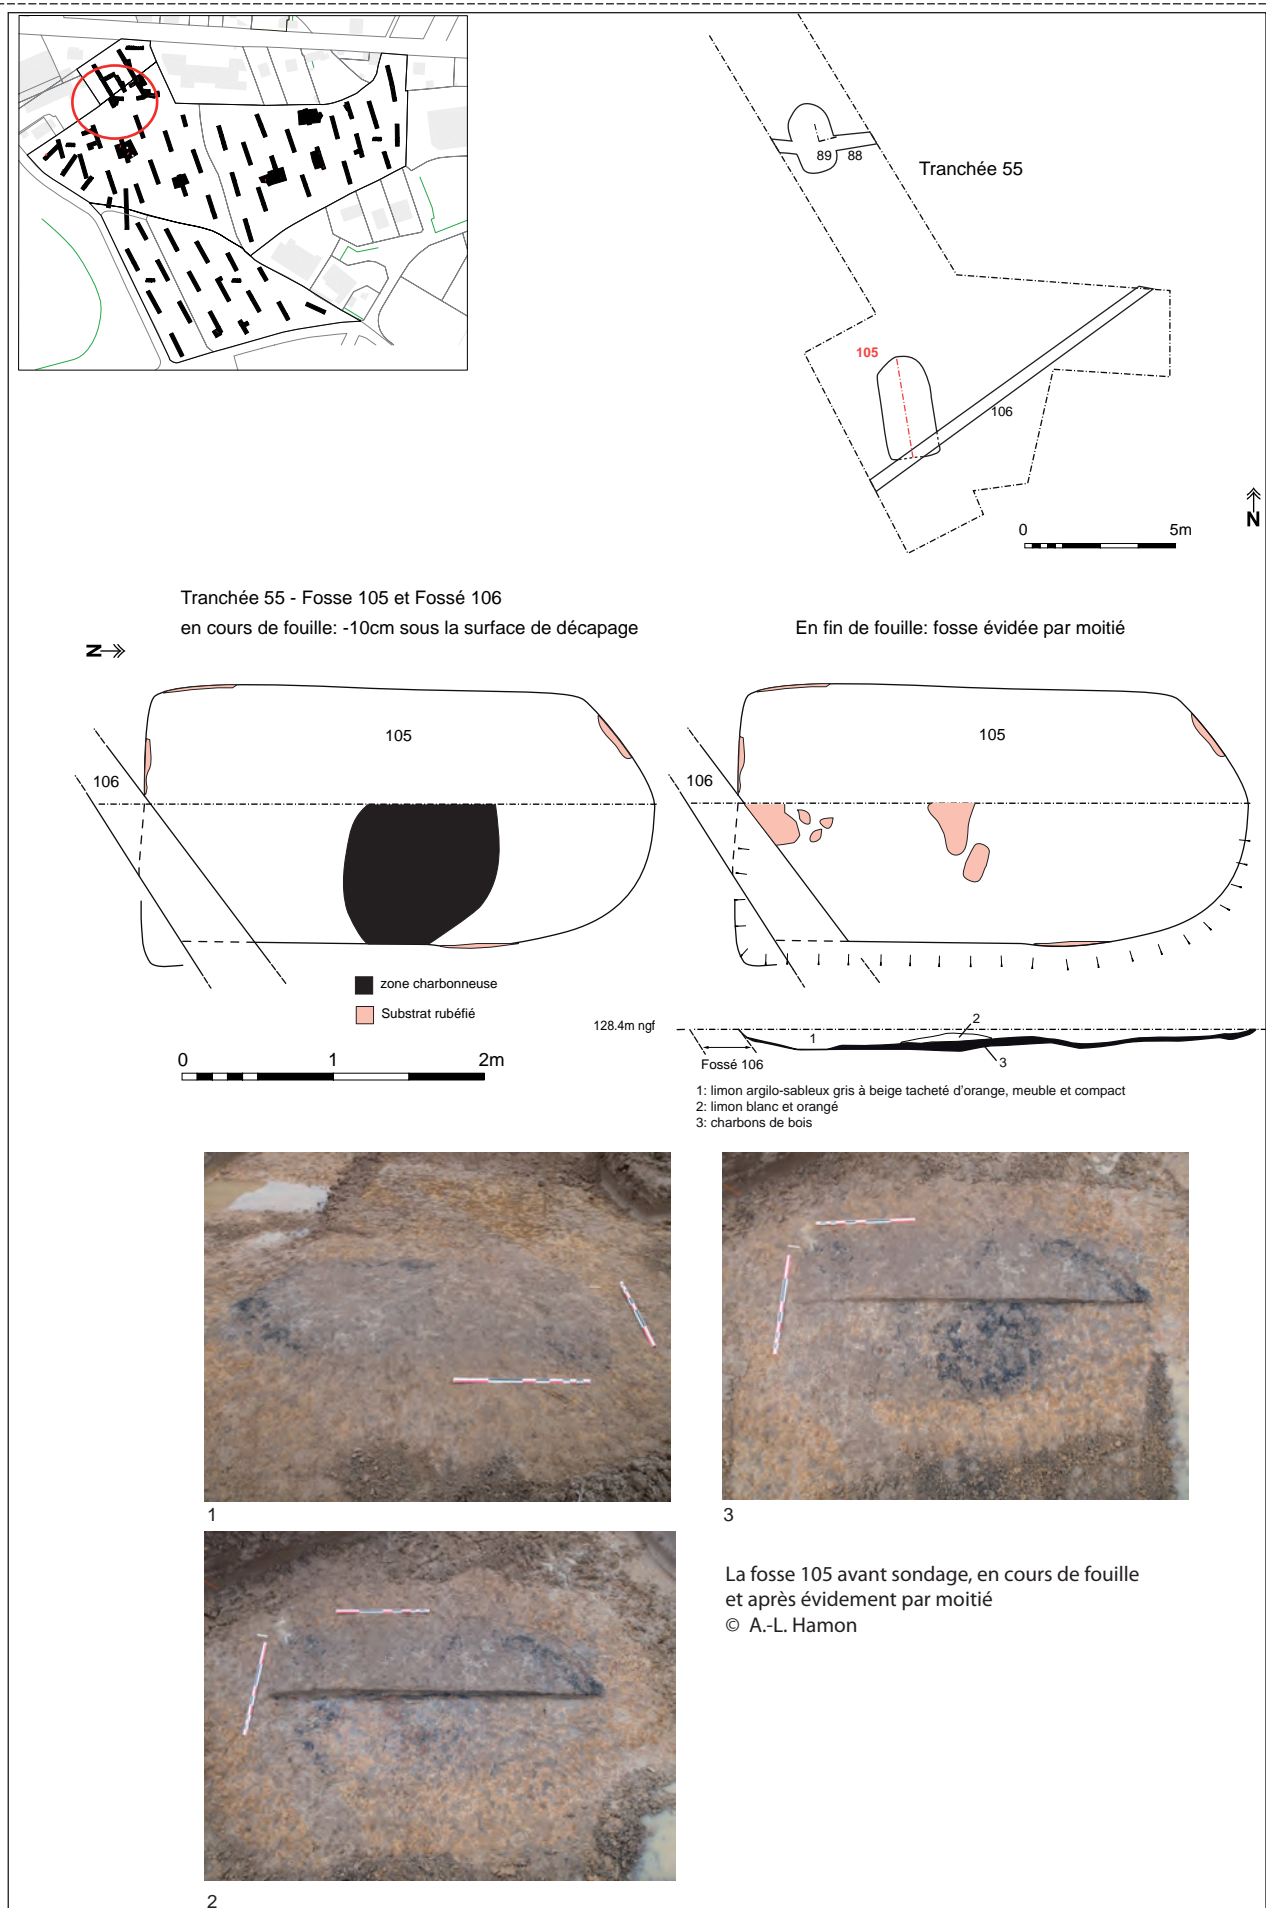 89 88
Tranchée 55
105
106
0 5m
N
Tranchée 55 - Fosse 105 et Fossé 106
en cours de fouille: -10cm sous la surface de décapage
En fin de fouille: fosse évidée par moitié
N
105
106
105
106
zone charbonneuse
Substrat rubéfié
0 1 2m
128.4m ngf
2
1
3
Fossé 106
1: limon argilo-sableux gris à beige tacheté d'orange, meuble et compact
2: limon blanc et orangé
3: charbons de bois
1
3
La fosse 105 avant sondage, en cours de fouille
et après évidement par moitié
© A.-L. Hamon
2